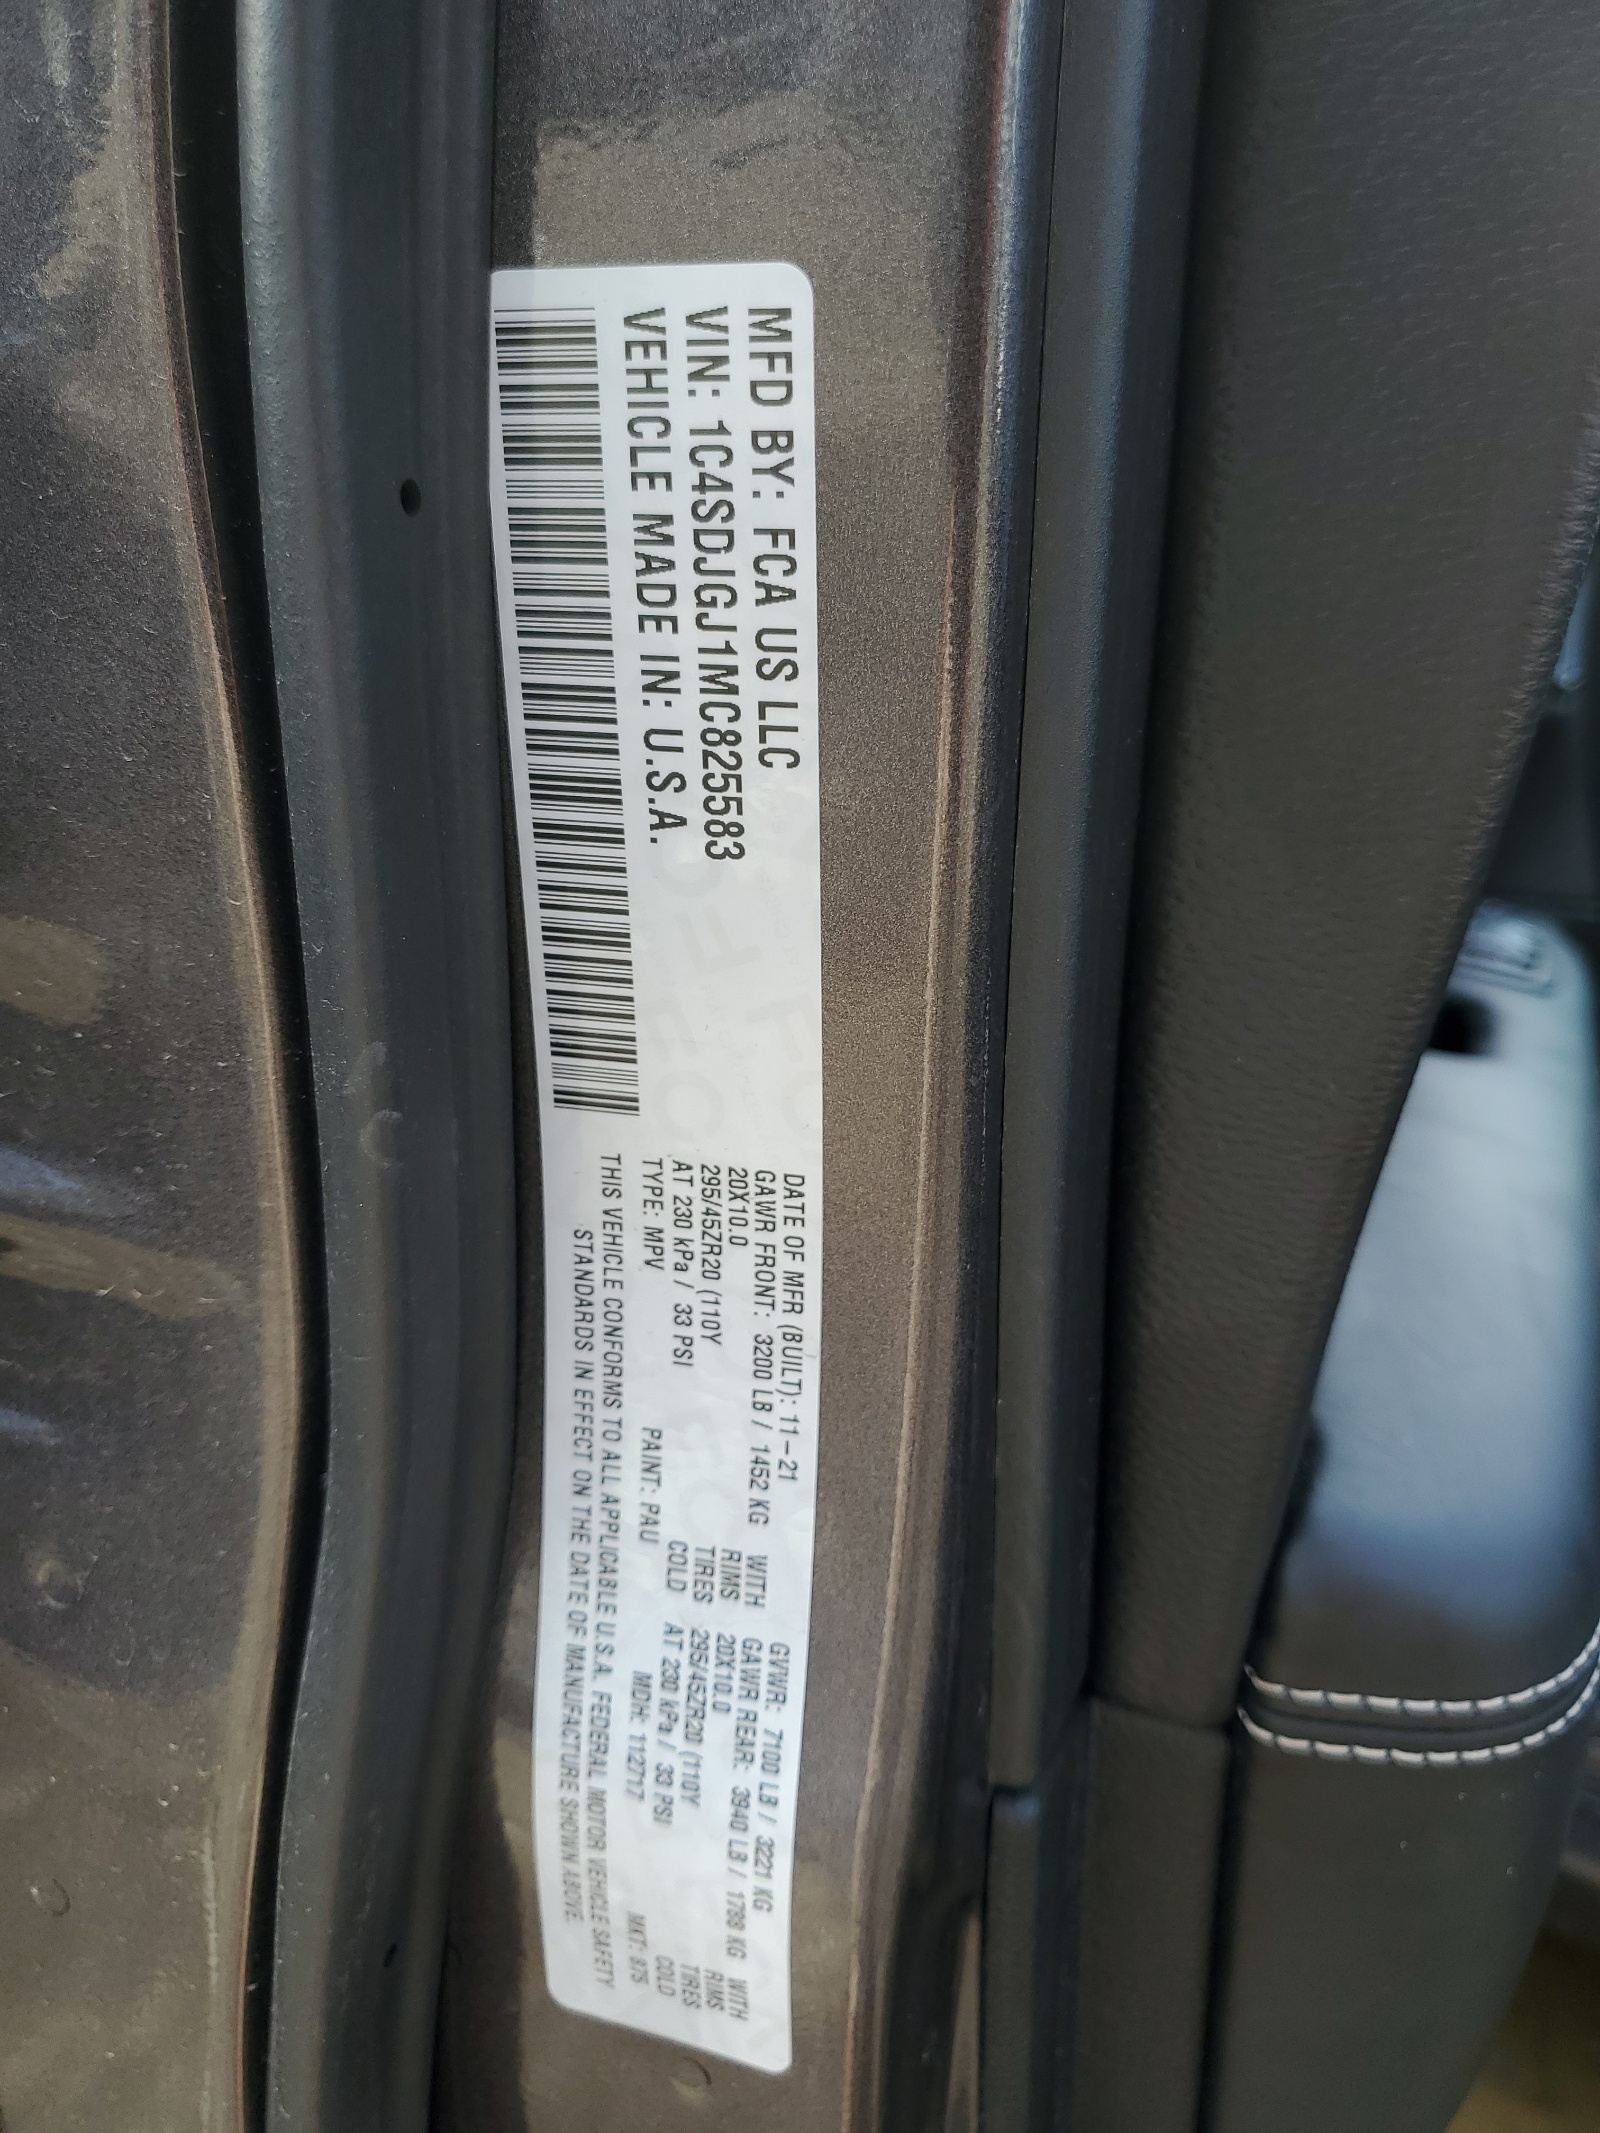 MFD BY: FCA US LLC
VIN: 1C4SDJGJ1MC825583
VEHICLE MADE IN: U.S.A.
DATE OF MFR (BUILT): 11-21 GVWR: 7100 LB / 3221 KG
GAWR FRONT: 3200 LB / 1452 KG WITH GAWR REAR: 3940 LB / 1788 KG WITH
20X10.0 RIMS 20X10.0 RIMS
295/45ZR20 (110Y TIRES 295/45ZR20 (110Y TIRES
AT 230 kPa / 33 PSI COLD AT 230 kPa / 33 PSI COLD
TYPE: MPV PAINT: PAU MDH: 112717 MKT: 875
THIS VEHICLE CONFORMS TO ALL APPLICABLE U.S.A. FEDERAL MOTOR VEHICLE SAFETY
STANDARDS IN EFFECT ON THE DATE OF MANUFACTURE SHOWN ABOVE.